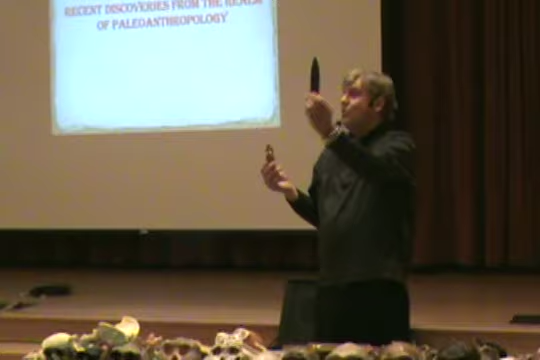 RECENT DISCOVERIES FROM THE REALM
OF PALEOANTHROPOLOGY